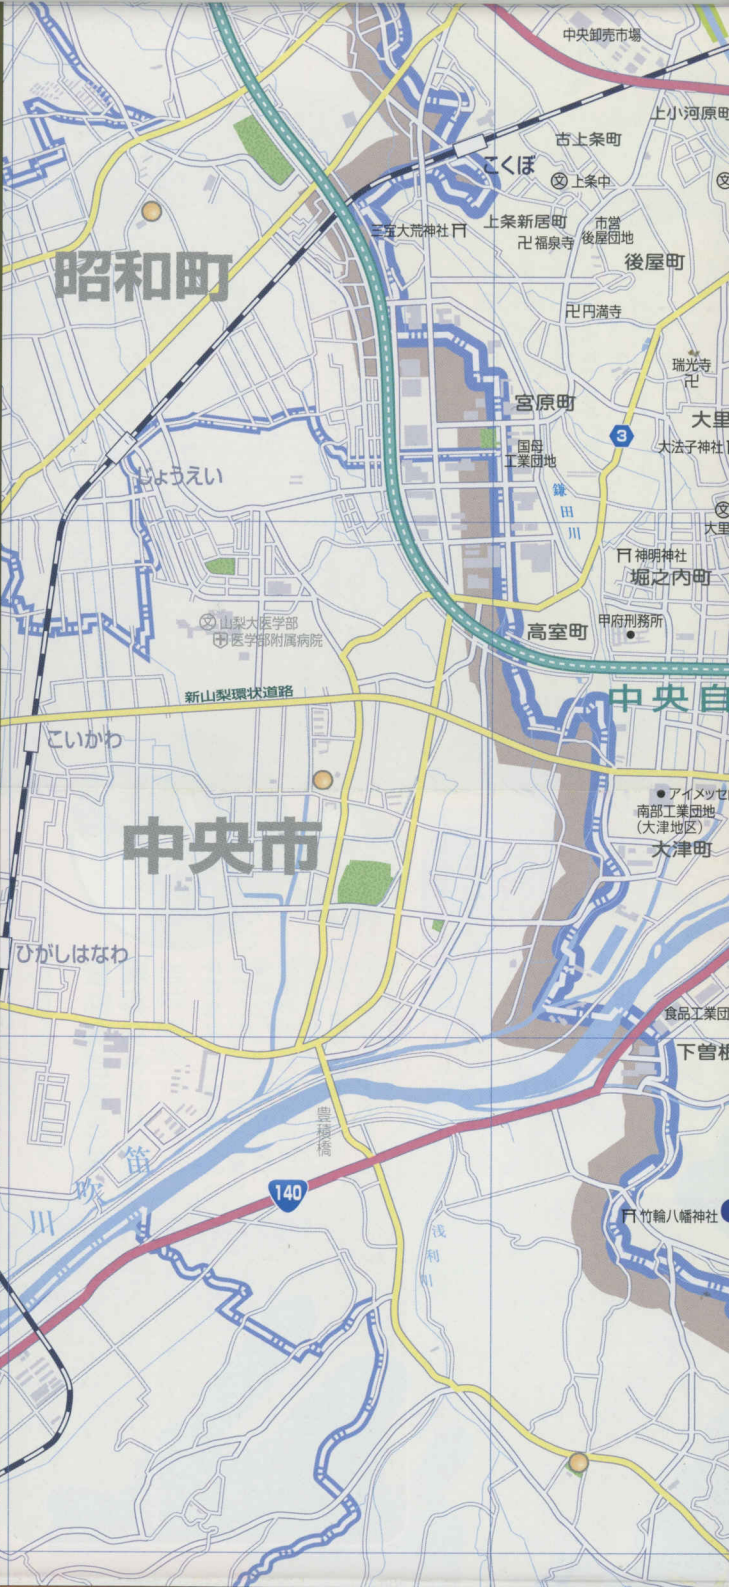 中央卸売市場
上小河原町
古上条町
こくぼ
上条中
上条新居町
市営
後屋団地
三宝大荒神社
福泉寺
後屋町
昭和町
円満寺
瑞光寺
宮原町
大里
3
国母
工業団地
大法子神社
じょうえい
鎌田川
大里
神明神社
堀之内町
山梨大医学部
医学部附属病院
高室町
甲府刑務所
新山梨環状道路
中央自
こいかわ
アイメッセ
南部工業団地
(大津地区)
大津町
中央市
ひがしはなわ
食品工業団
下曽根
豊積橋
笛吹川
140
竹輪八幡神社
浅利川